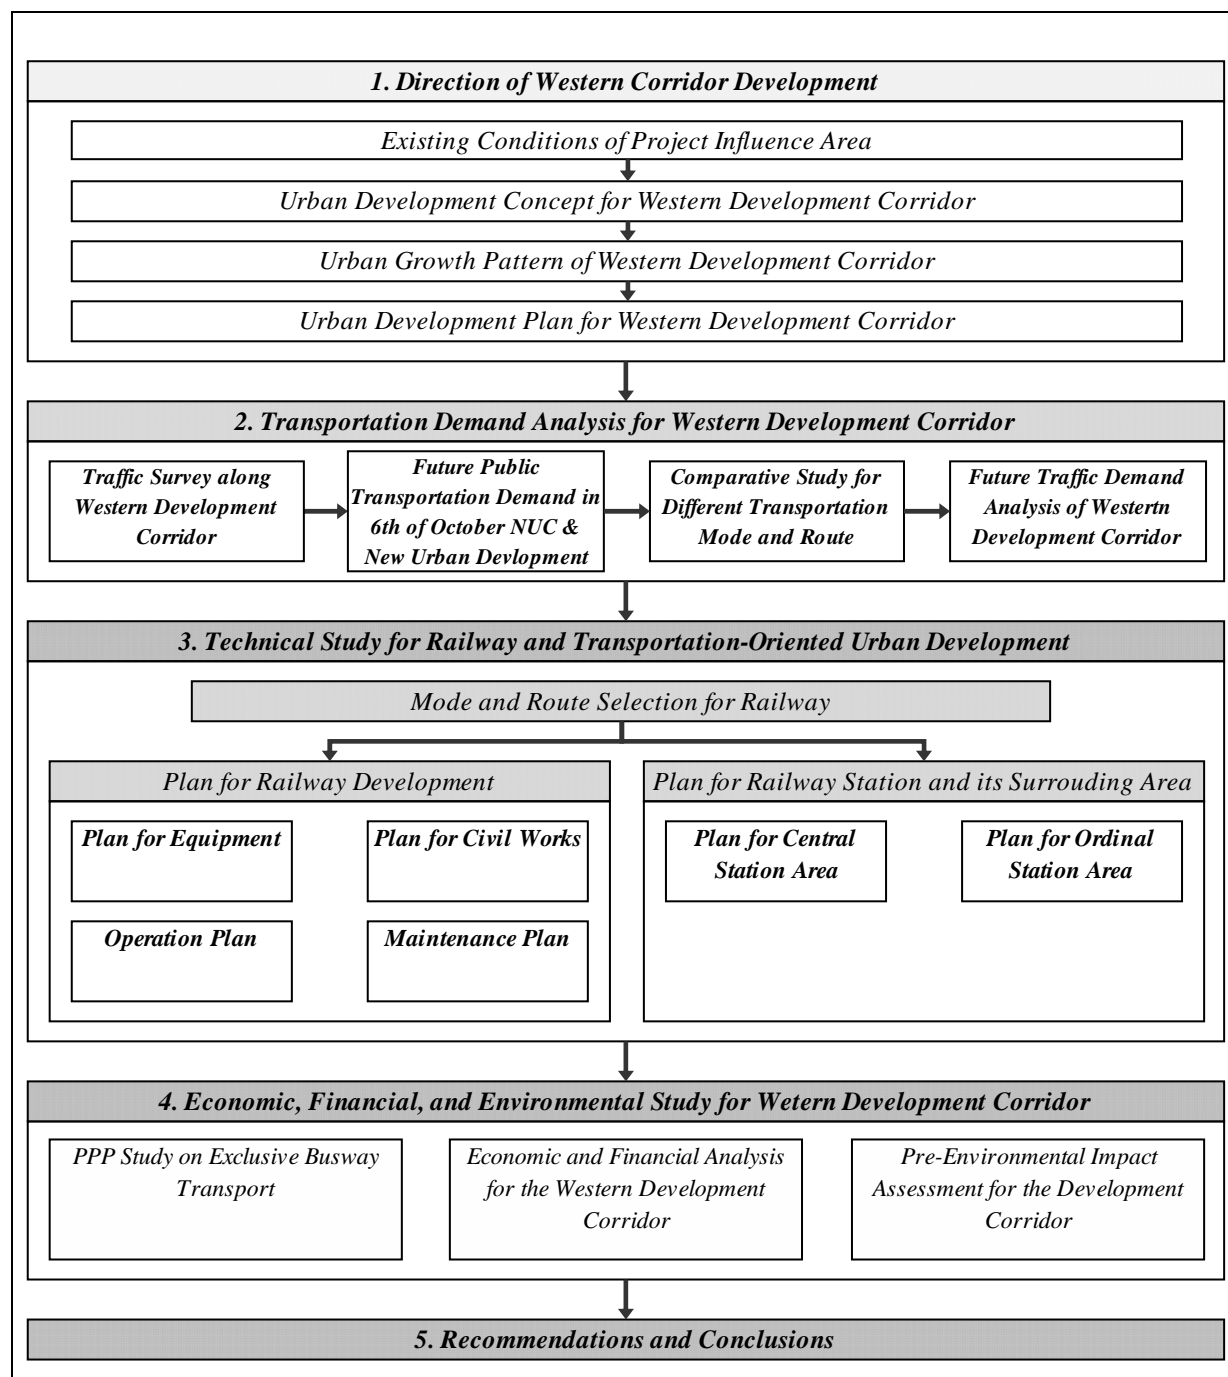 1. Direction of Western Corridor Development
Existing Conditions of Project Influence Area
Urban Development Concept for Western Development Corridor
Urban Growth Pattern of Western Development Corridor
Urban Development Plan for Western Development Corridor
2. Transportation Demand Analysis for Western Development Corridor
Traffic Survey along
Western Development
Corridor
Future Public
Transportation Demand in
6th of October NUC &
New Urban Devlopment
Comparative Study for
Different Transportation
Mode and Route
Future Traffic Demand
Analysis of Westertn
Development Corridor
3. Technical Study for Railway and Transportation-Oriented Urban Development
Mode and Route Selection for Railway
Plan for Railway Development
Plan for Equipment
Plan for Civil Works
Operation Plan
Maintenance Plan
Plan for Railway Station and its Surrouding Area
Plan for Central
Station Area
Plan for Ordinal
Station Area
4. Economic, Financial, and Environmental Study for Wetern Development Corridor
PPP Study on Exclusive Busway
Transport
Economic and Financial Analysis
for the Western Development
Corridor
Pre-Environmental Impact
Assessment for the Development
Corridor
5. Recommendations and Conclusions